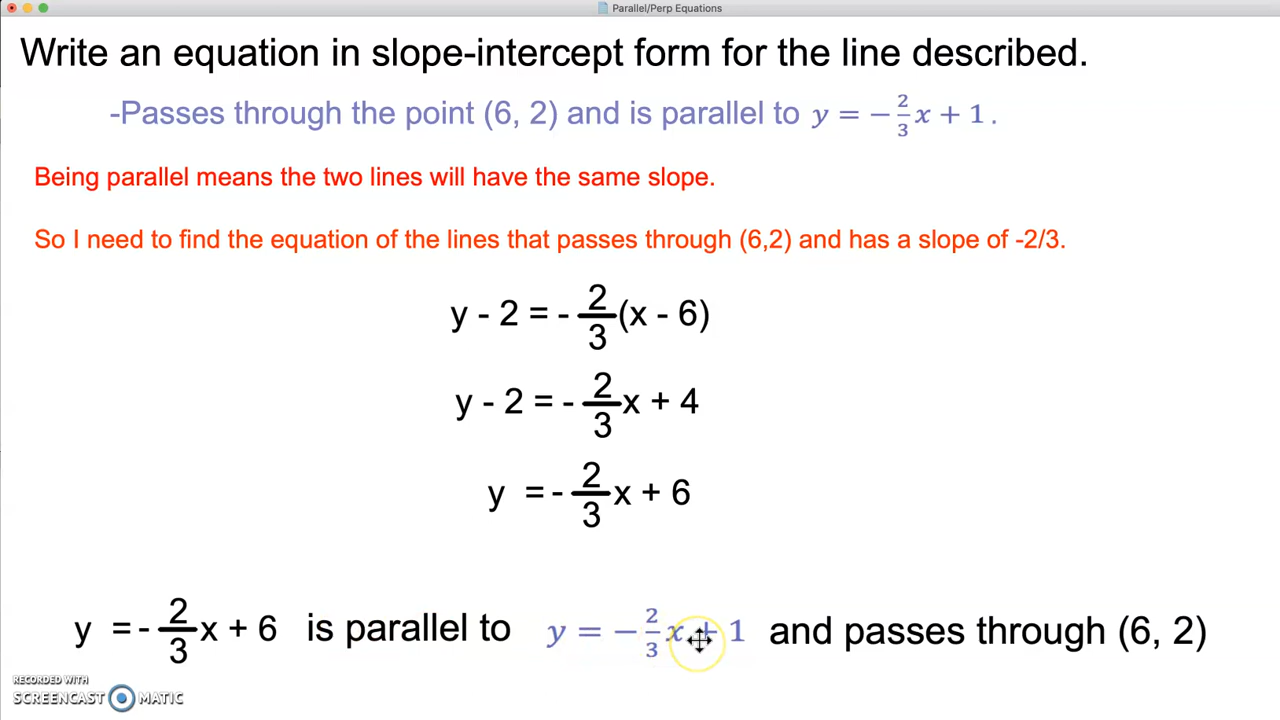 Parallel/Perp Equations
Write an equation in slope-intercept form for the line described.
-Passes through the point (6, 2) and is parallel to y = −2/3x + 1.
Being parallel means the two lines will have the same slope.
So I need to find the equation of the lines that passes through (6,2) and has a slope of -2/3.
y - 2 = - 2/3(x - 6)
y - 2 = - 2/3x + 4
y = - 2/3x + 6
y = - 2/3x + 6 is parallel to y = − 2/3x + 1 and passes through (6, 2)
RECORDED WITH
SCREENCAST MATIC